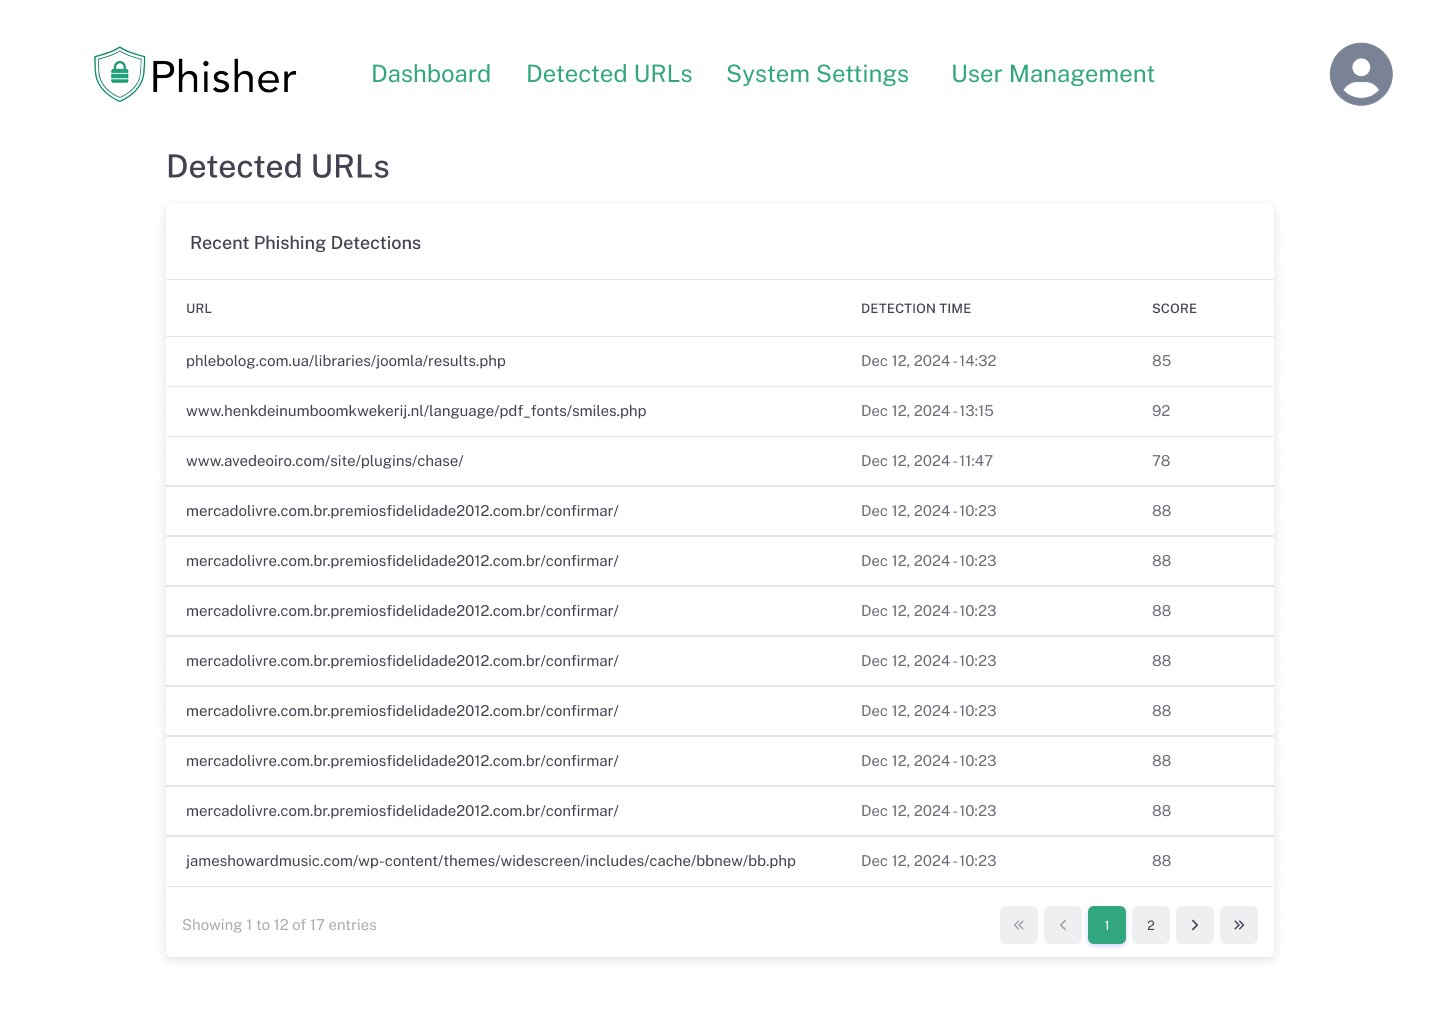 Phisher Dashboard Detected URLs System Settings User Management
Detected URLs
Recent Phishing Detections
URL DETECTION TIME SCORE
phlebolog.com.ua/libraries/joomla/results.php Dec 12, 2024 - 14:32 85
www.henkdeinumboomkwekerij.nl/language/pdf_fonts/smiles.php Dec 12, 2024 - 13:15 92
www.avedeoiro.com/site/plugins/chase/ Dec 12, 2024 - 11:47 78
mercadolivre.com.br.premiosfidelidade2012.com.br/confirmar/ Dec 12, 2024 - 10:23 88
mercadolivre.com.br.premiosfidelidade2012.com.br/confirmar/ Dec 12, 2024 - 10:23 88
mercadolivre.com.br.premiosfidelidade2012.com.br/confirmar/ Dec 12, 2024 - 10:23 88
mercadolivre.com.br.premiosfidelidade2012.com.br/confirmar/ Dec 12, 2024 - 10:23 88
mercadolivre.com.br.premiosfidelidade2012.com.br/confirmar/ Dec 12, 2024 - 10:23 88
mercadolivre.com.br.premiosfidelidade2012.com.br/confirmar/ Dec 12, 2024 - 10:23 88
mercadolivre.com.br.premiosfidelidade2012.com.br/confirmar/ Dec 12, 2024 - 10:23 88
jameshowardmusic.com/wp-content/themes/widescreen/includes/cache/bbnew/bb.php Dec 12, 2024 - 10:23 88
Showing 1 to 12 of 17 entries « ‹ 1 2 › »